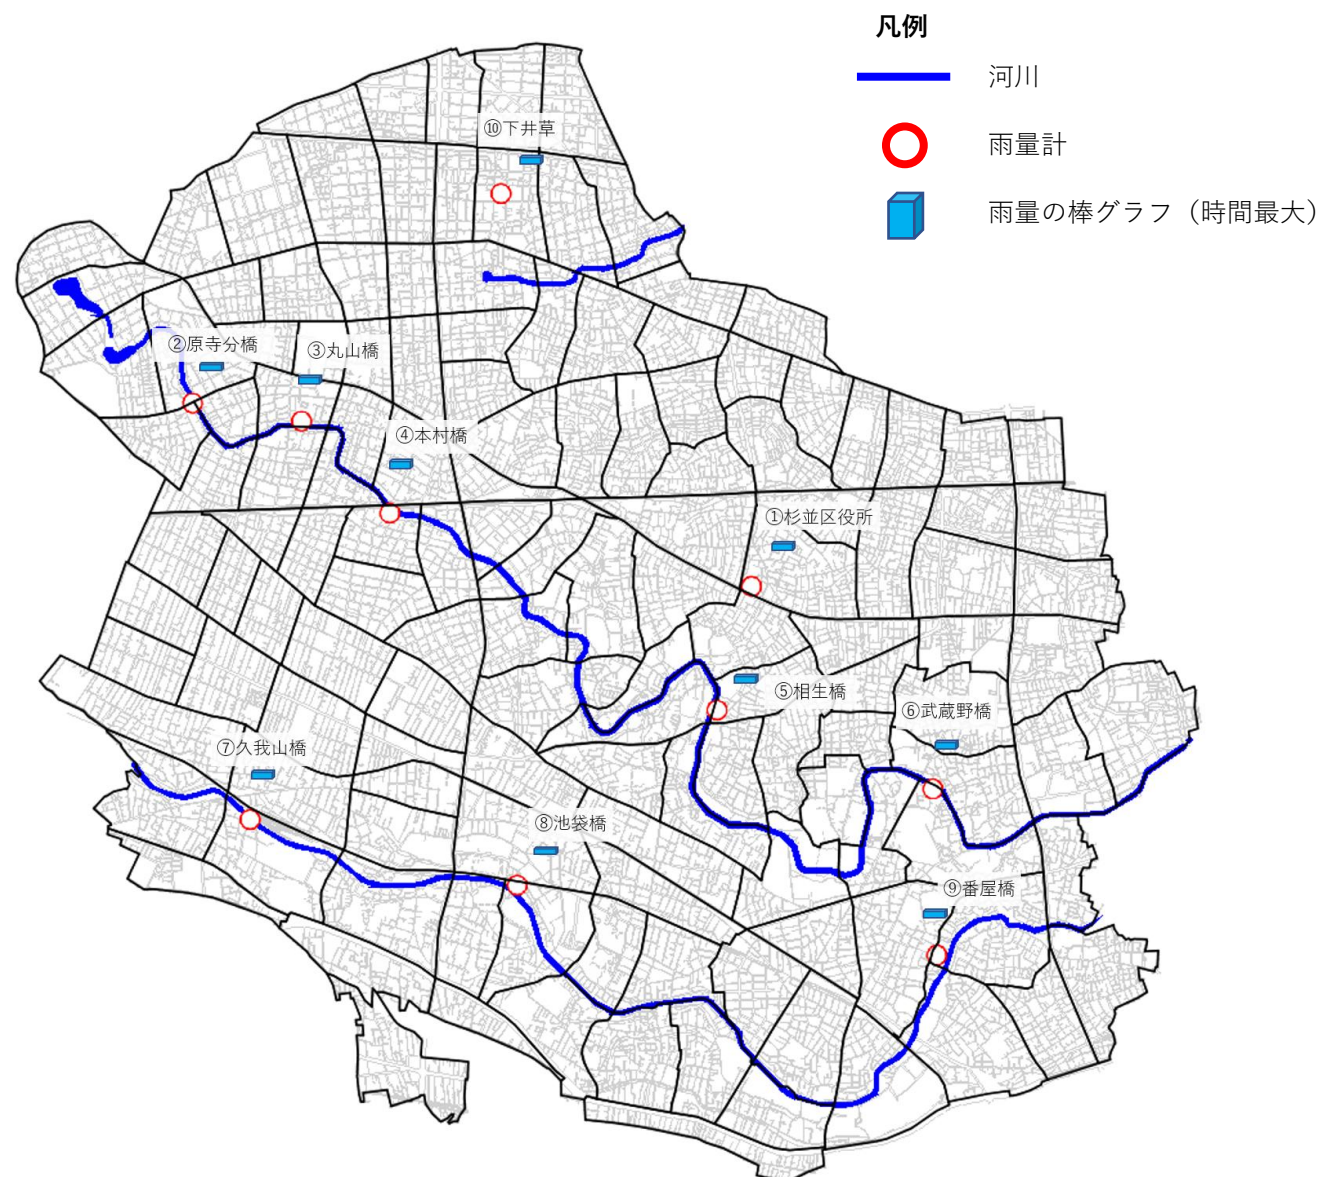 凡例
河川
雨量計
雨量の棒グラフ（時間最大）
⑩下井草
②原寺分橋
③丸山橋
④本村橋
①杉並区役所
⑤相生橋
⑥武蔵野橋
⑦久我山橋
⑧池袋橋
⑨番屋橋